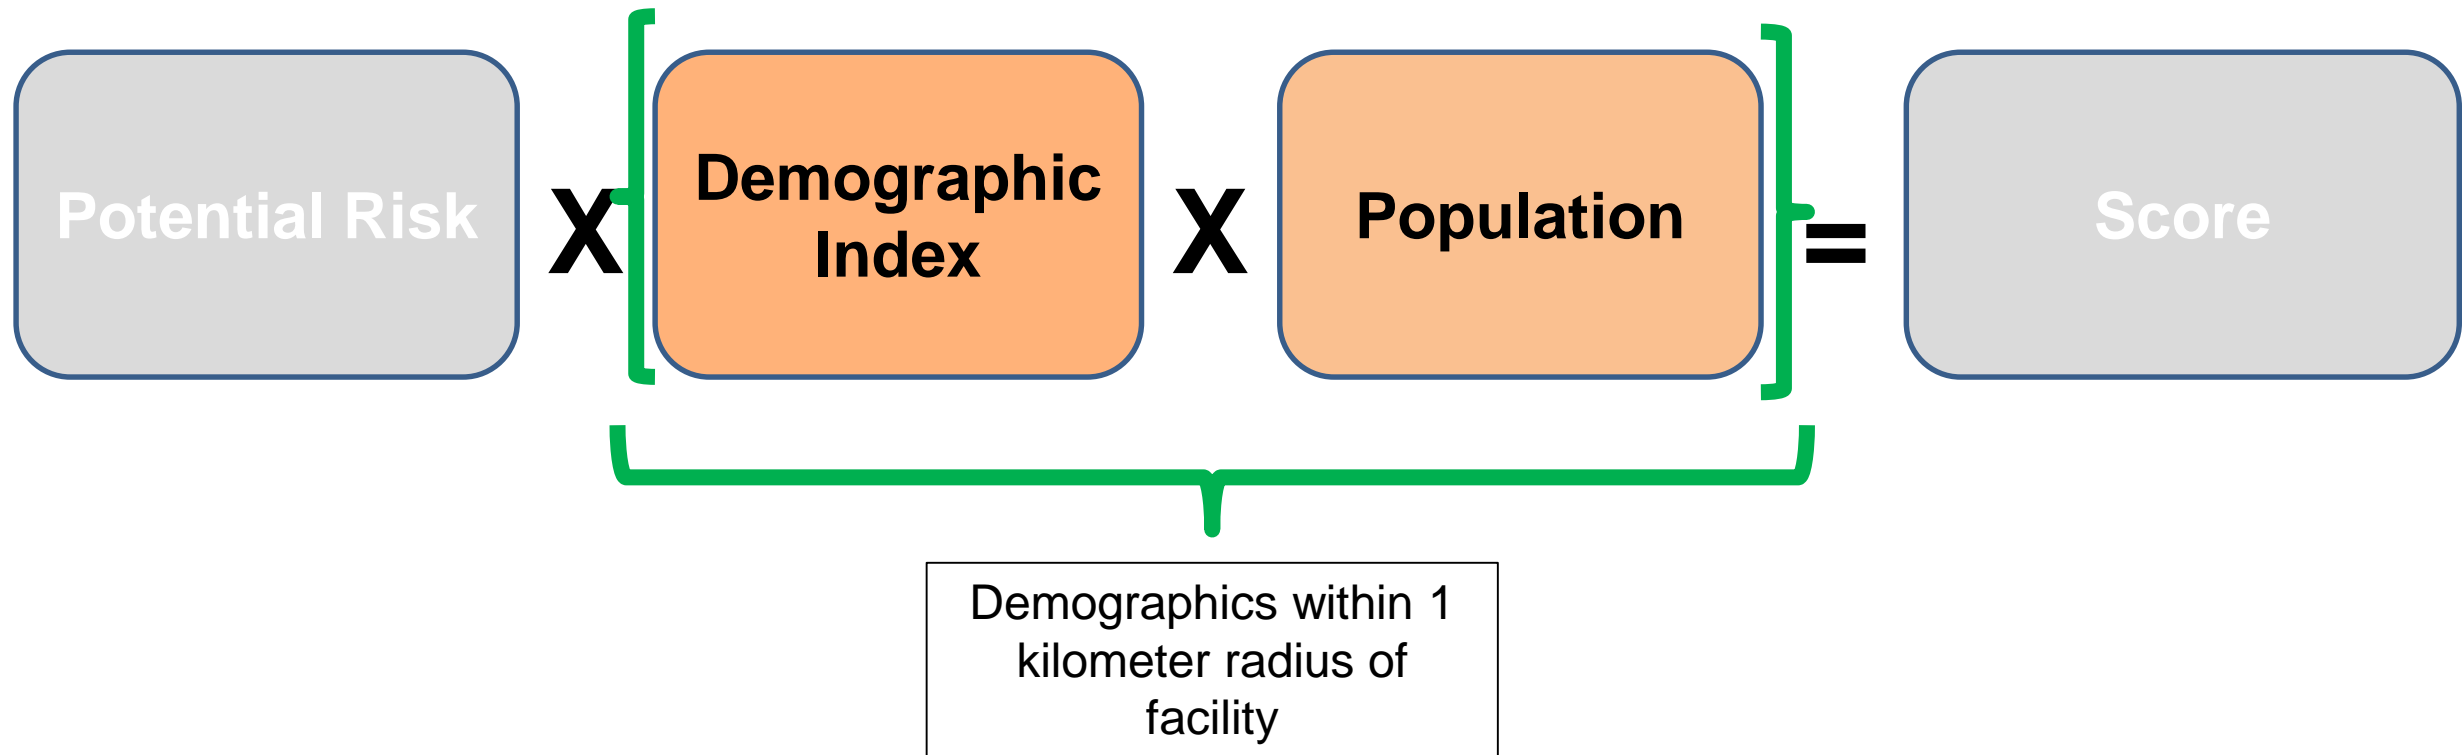 Potential Risk
X
Demographic
Index
X
Population
=
Score
Demographics within 1
kilometer radius of
facility